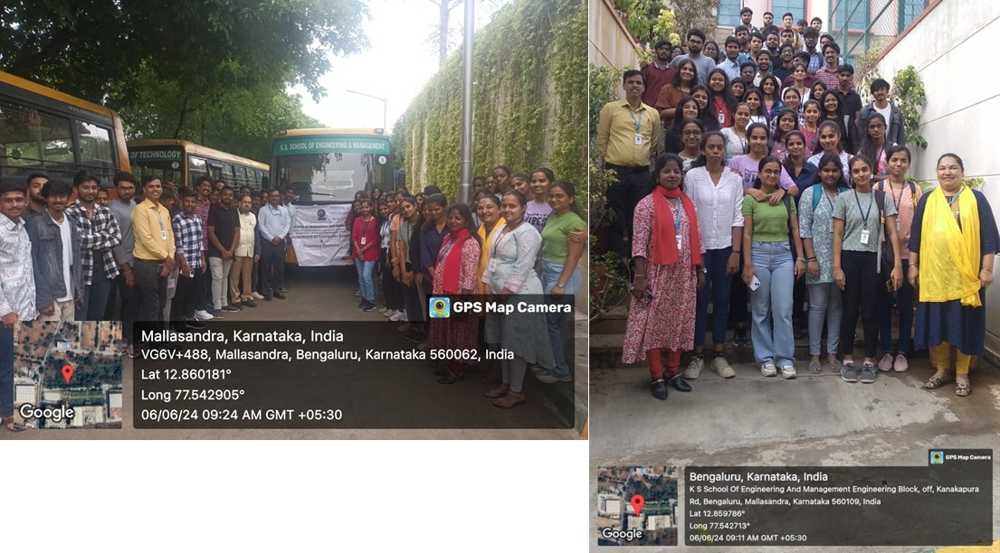 OF TECHNOLOGY
K.S. SCHOOL OF ENGINEERING & MANAGEMENT
Business Systems
GPS Map Camera
Mallasandra, Karnataka, India
VG6V+488, Mallasandra, Bengaluru, Karnataka 560062, India
Lat 12.860181°
Long 77.542905°
06/06/24 09:24 AM GMT +05:30
Google
GPS Map Camera
Bengaluru, Karnataka, India
K S School Of Engineering And Management Engineering Block, off, Kanakapura
Rd, Bengaluru, Mallasandra, Karnataka 560109, India
Lat 12.859786°
Long 77.542713°
06/06/24 09:11 AM GMT +05:30
Google